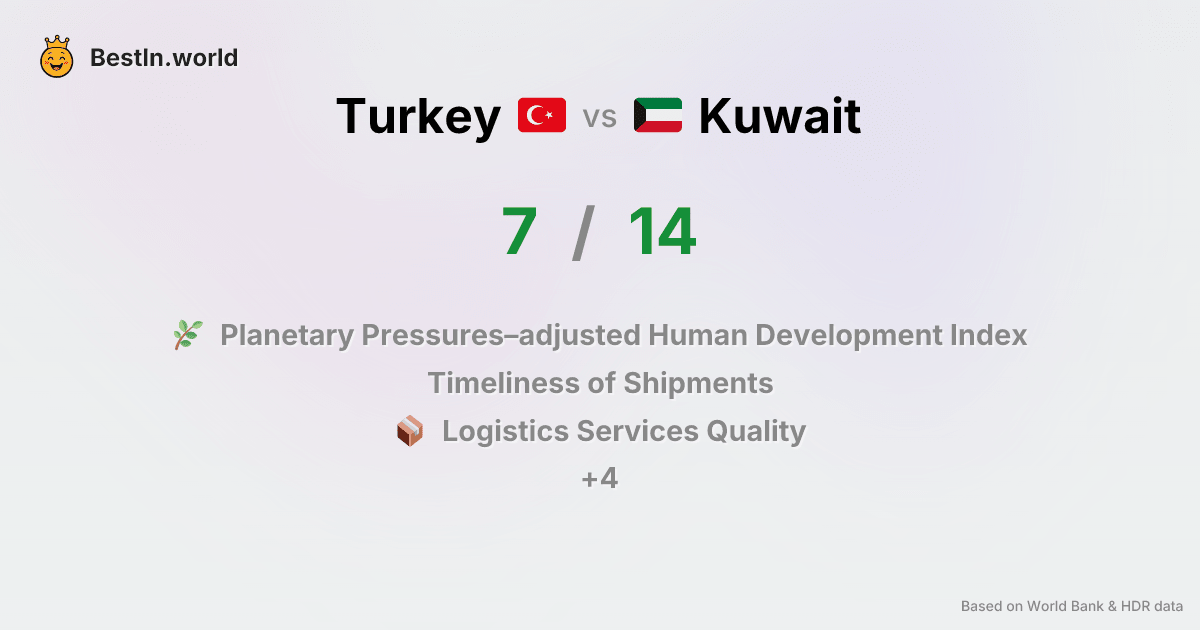 BestIn.world
Turkey vs Kuwait
7 / 14
Planetary Pressures–adjusted Human Development Index
Timeliness of Shipments
Logistics Services Quality
+4
Based on World Bank & HDR data